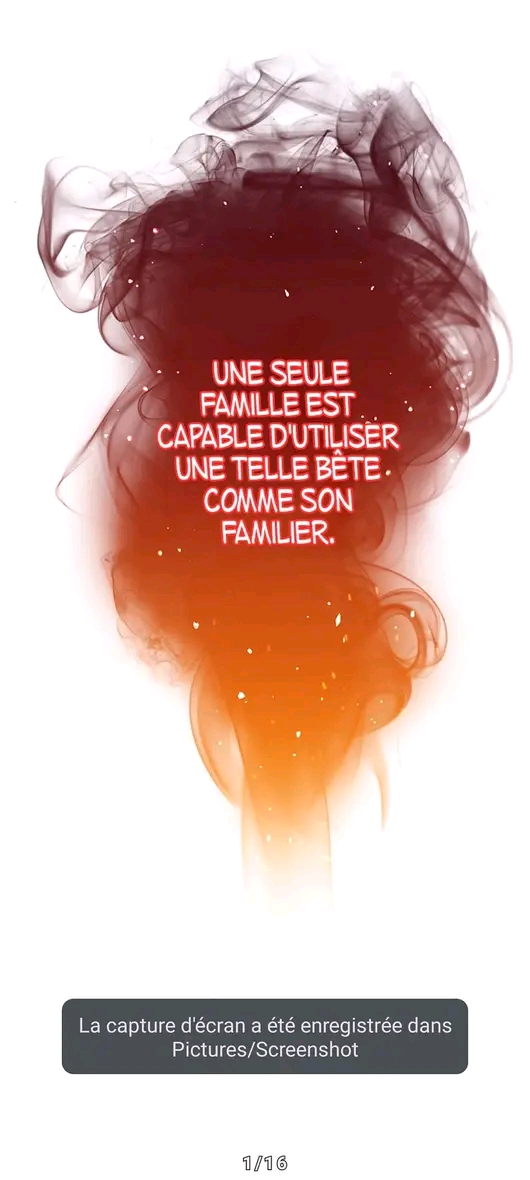 UNE SEULE
FAMILLE EST
CAPABLE D'UTILISER
UNE TELLE BÊTE
COMME SON
FAMILIER.
La capture d'écran a été enregistrée dans
Pictures/Screenshot
1/16